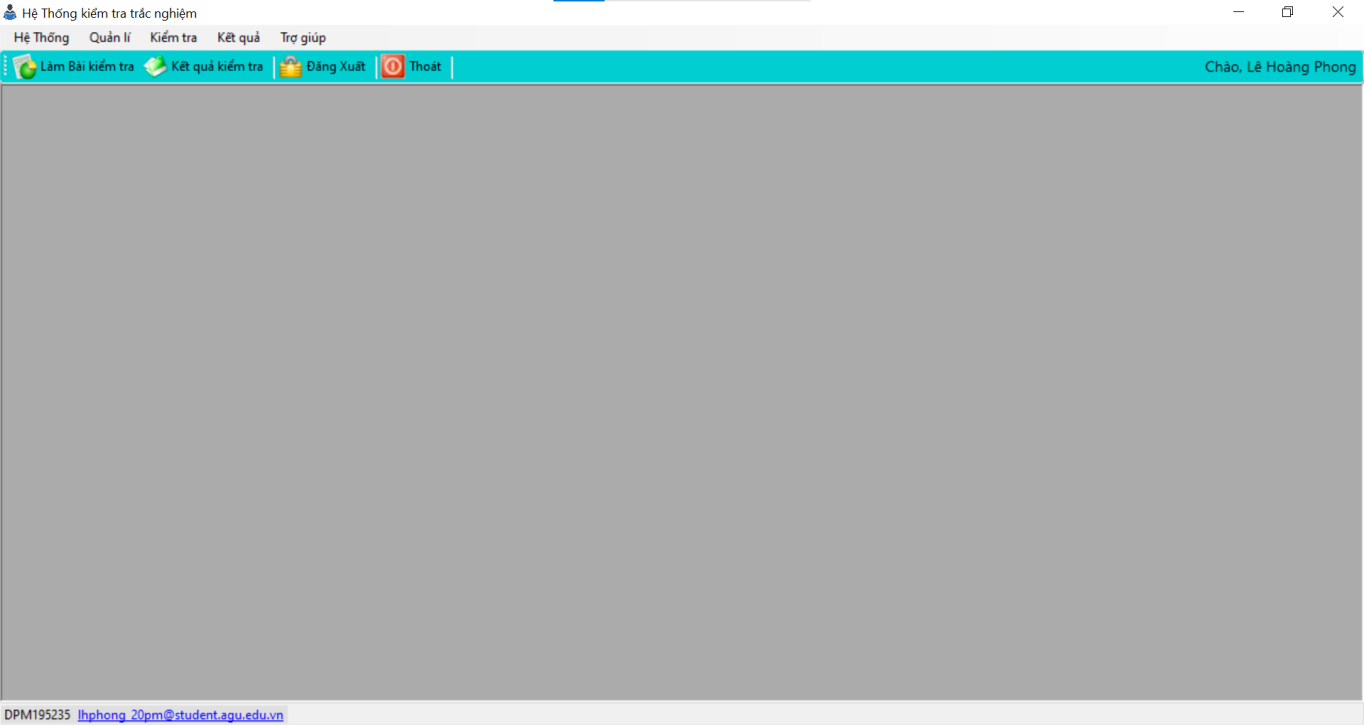 Hệ Thống kiểm tra trắc nghiệm
Hệ Thống Quản lí Kiểm tra Kết quả Trợ giúp
Làm Bài kiểm tra Kết quả kiểm tra Đăng Xuất Thoát Chào, Lê Hoàng Phong
DPM195235 lhphong_20pm@student.agu.edu.vn